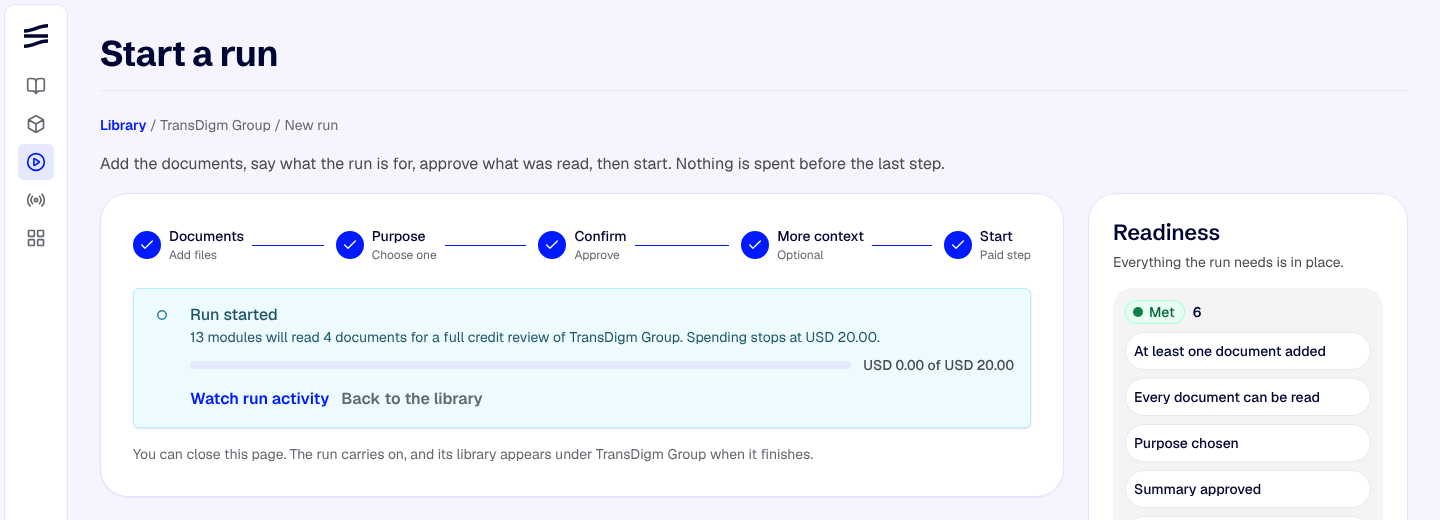 Start a run
Library / TransDigm Group / New run
Add the documents, say what the run is for, approve what was read, then start. Nothing is spent before the last step.
Documents
Add files
Purpose
Choose one
Confirm
Approve
More context
Optional
Start
Paid step
Run started
13 modules will read 4 documents for a full credit review of TransDigm Group. Spending stops at USD 20.00.
USD 0.00 of USD 20.00
Watch run activity Back to the library
You can close this page. The run carries on, and its library appears under TransDigm Group when it finishes.
Readiness
Everything the run needs is in place.
Met 6
At least one document added
Every document can be read
Purpose chosen
Summary approved